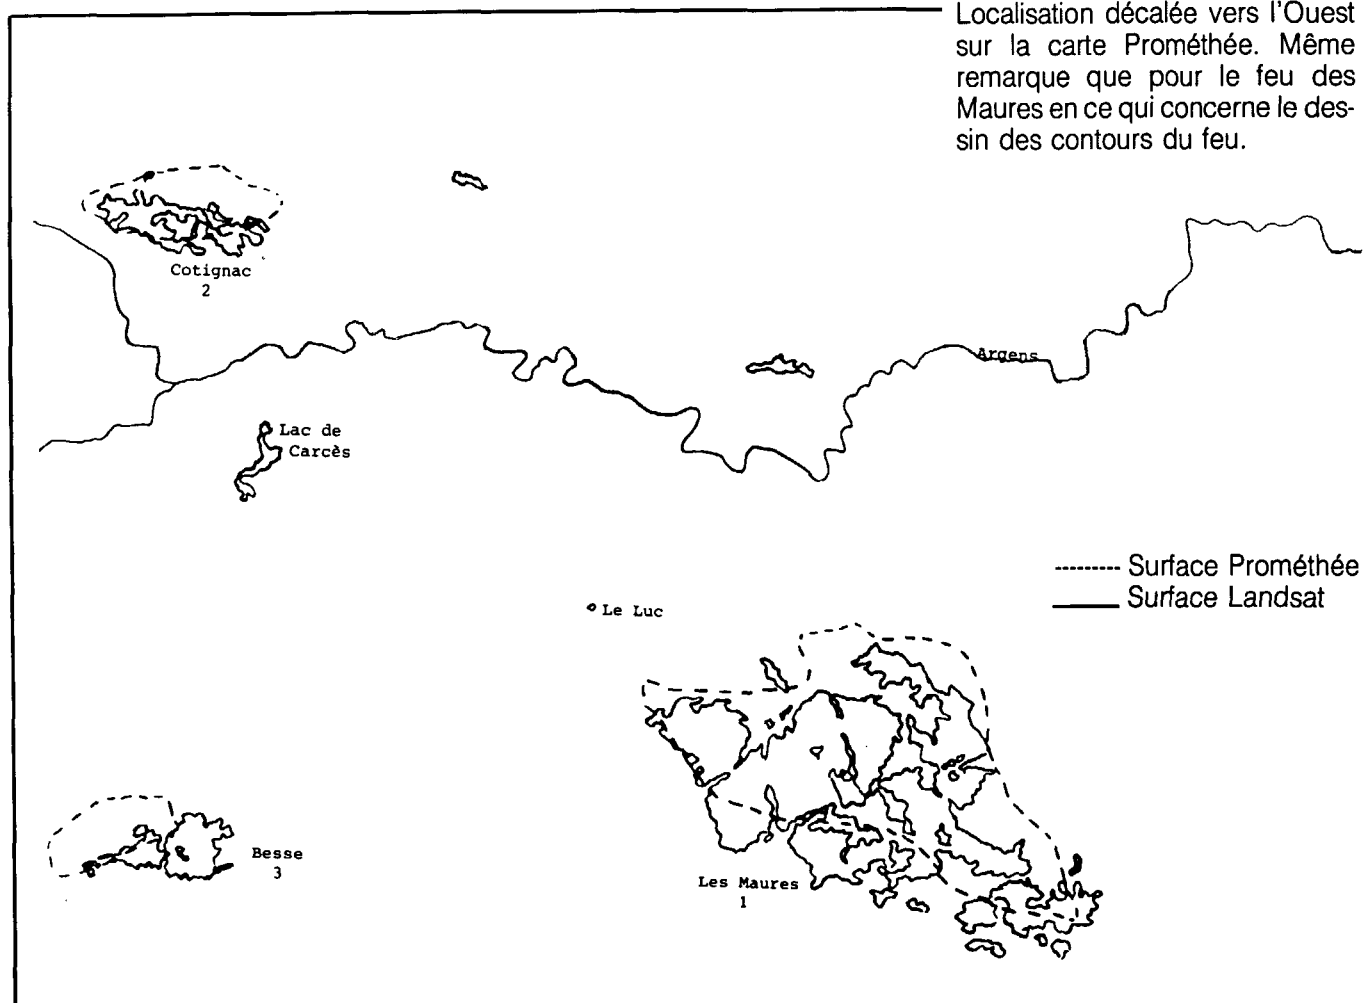 Localisation décalée vers l'Ouest
sur la carte Prométhée. Même
remarque que pour le feu des
Maures en ce qui concerne le des-
sin des contours du feu.
Cotignac
2
Argens
Lac de
Carcès
Surface Prométhée
Surface Landsat
Le Luc
Besse
3
Les Maures
1